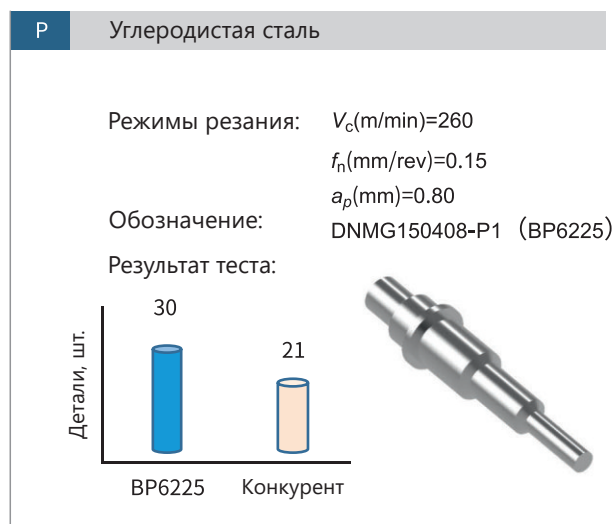 P Углеродистая сталь
Режимы резания: Vc(m/min)=260
fn(mm/rev)=0.15
ap(mm)=0.80
Обозначение: DNMG150408-P1 (BP6225)
Результат теста:
30
21
Детали, шт.
BP6225 Конкурент